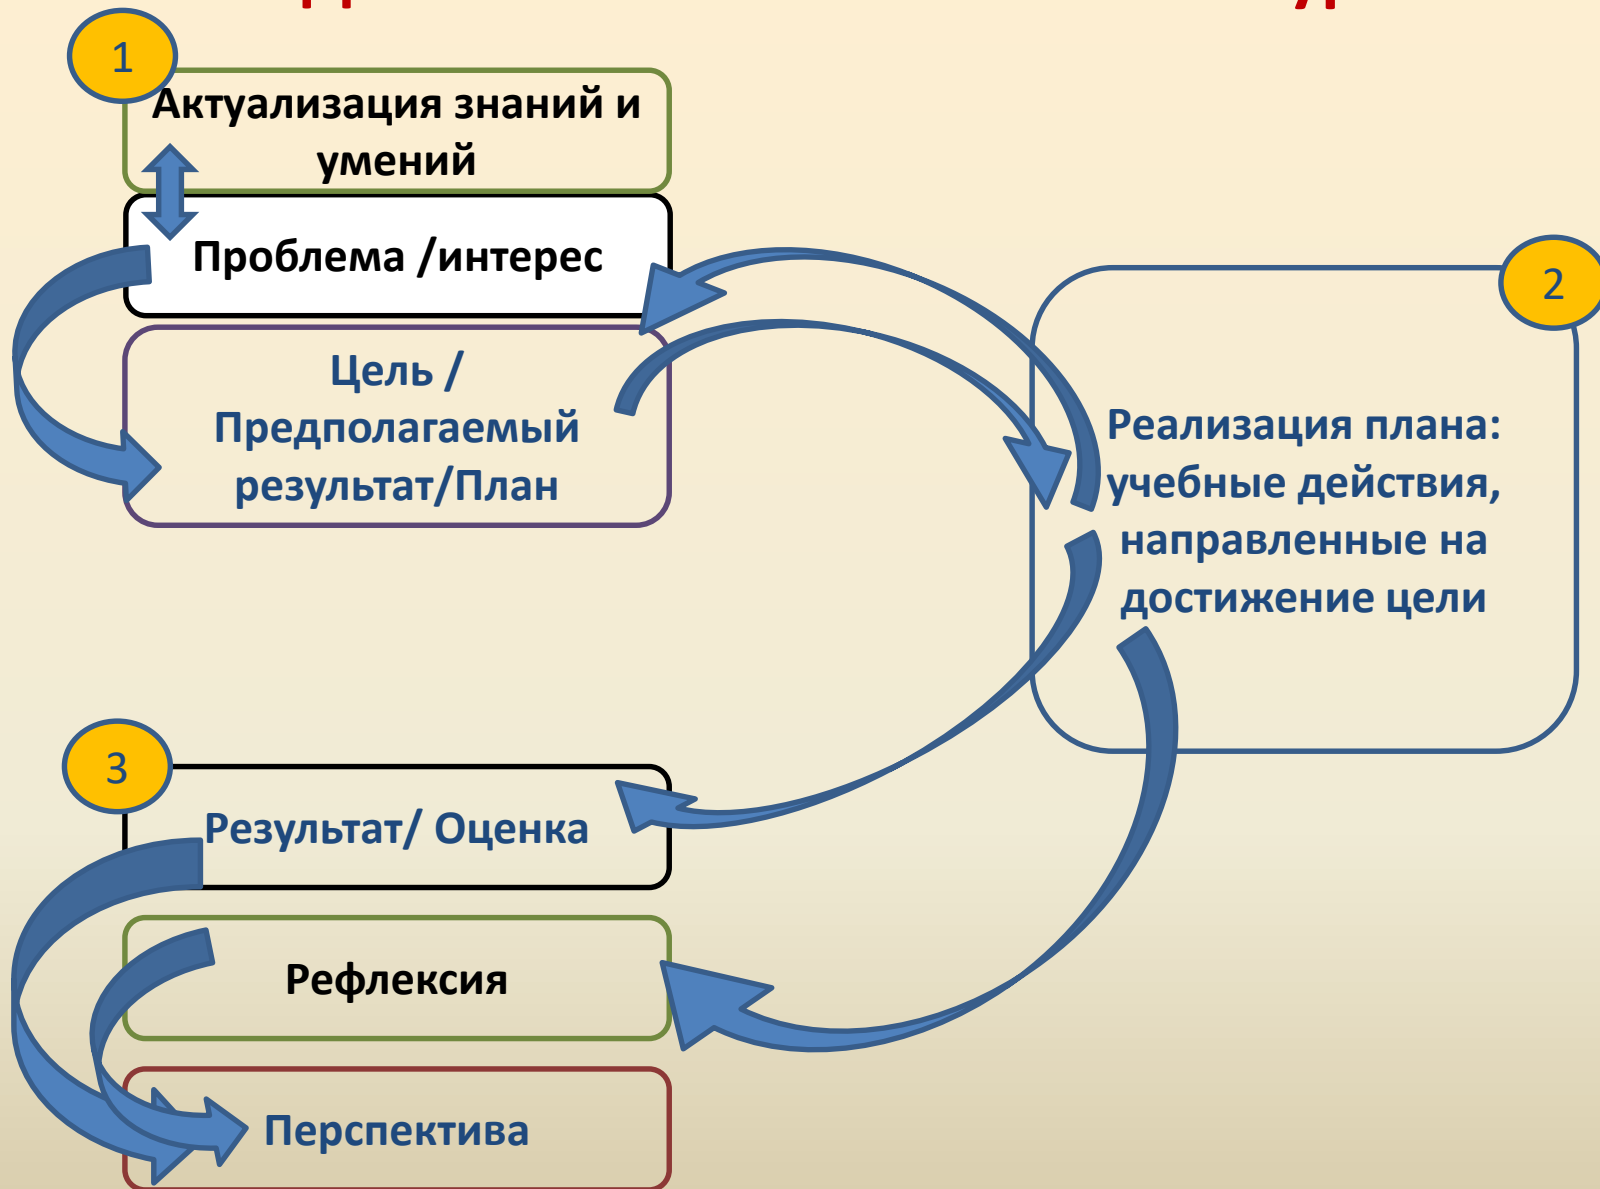 1
Актуализация знаний и
умений
Проблема /интерес
Цель /
Предполагаемый
результат/План
2
Реализация плана:
учебные действия,
направленные на
достижение цели
3
Результат/ Оценка
Рефлексия
Перспектива